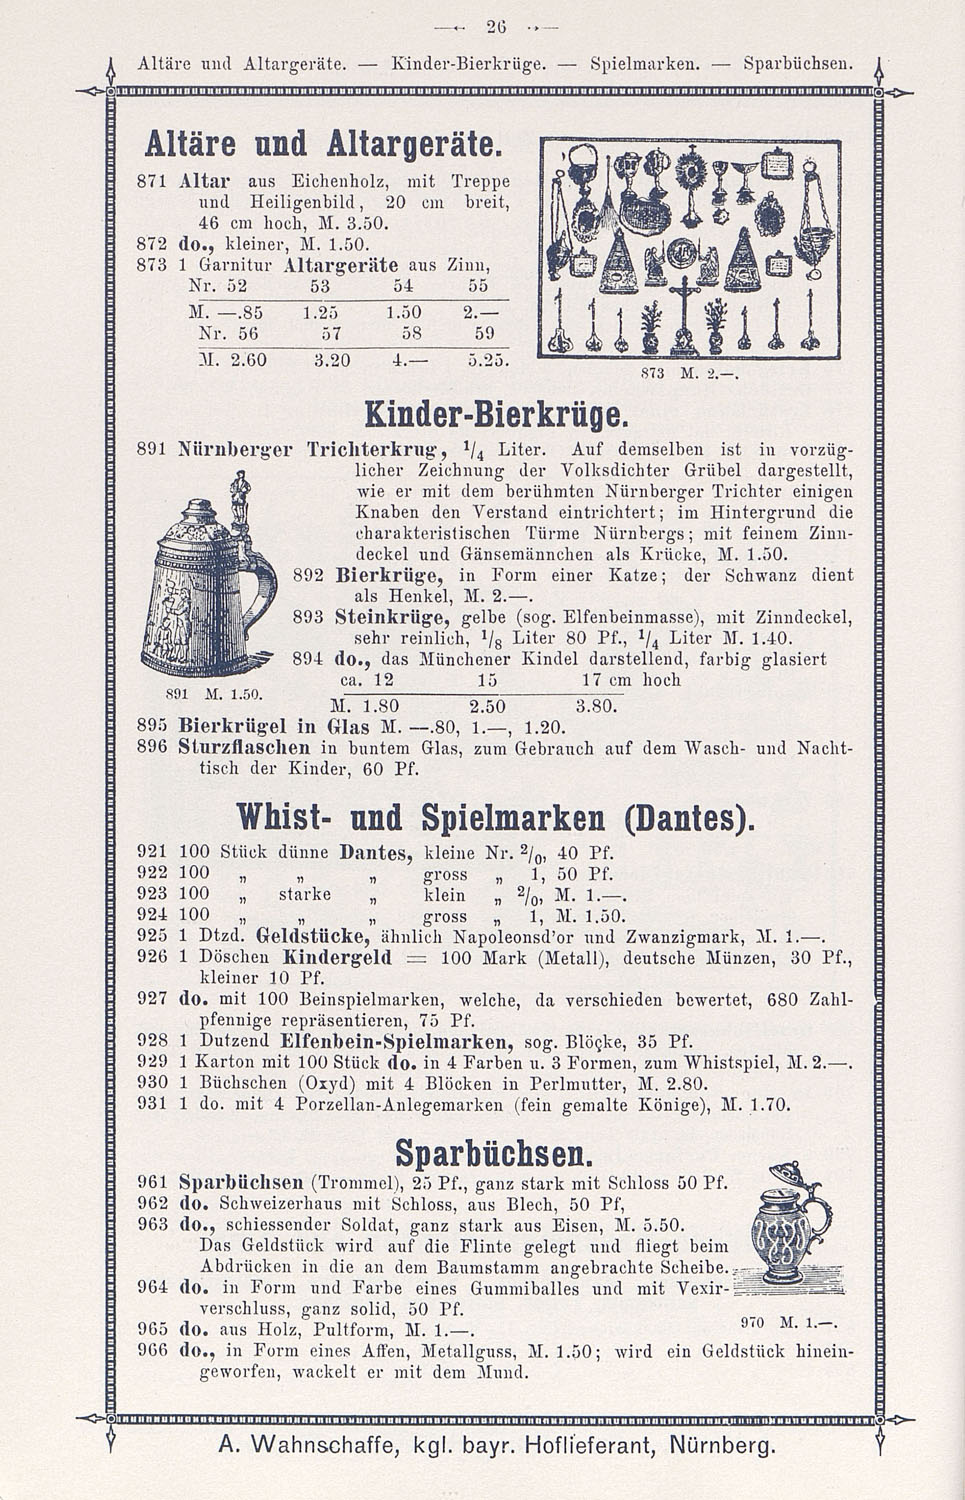 26
Altäre und Altargeräte. — Kinder-Bierkrüge. — Spielmarken. — Sparbüchsen.
Altäre und Altargeräte.
871 Altar aus Eichenholz, mit Treppe
und Heiligenbild, 20 cm breit,
46 cm hoch, M. 3.50.
872 do., kleiner, M. 1.50.
873 1 Garnitur Altargeräte aus Zinn,
Nr. 52 53 54 55
M. —.85 1.25 1.50 2.—
Nr. 56 57 58 59
M. 2.60 3.20 4.— 5.25.
873 M. 2.—.
Kinder-Bierkrüge.
891 Nürnberger Trichterkrug, 1/4 Liter. Auf demselben ist in vorzüg-
licher Zeichnung der Volksdichter Grübel dargestellt,
wie er mit dem berühmten Nürnberger Trichter einigen
Knaben den Verstand eintrichtert; im Hintergrund die
charakteristischen Türme Nürnbergs; mit feinem Zinn-
deckel und Gänsemännchen als Krücke, M. 1.50.
892 Bierkrüge, in Form einer Katze; der Schwanz dient
als Henkel, M. 2.—.
893 Steinkrüge, gelbe (sog. Elfenbeinmasse), mit Zinndeckel,
sehr reinlich, 1/8 Liter 80 Pf., 1/4 Liter M. 1.40.
894 do., das Münchener Kindel darstellend, farbig glasiert
ca. 12 15 17 cm hoch
M. 1.80 2.50 3.80.
891 M. 1.50.
895 Bierkrügel in Glas M. —.80, 1.—, 1.20.
896 Sturzflaschen in buntem Glas, zum Gebrauch auf dem Wasch- und Nacht-
tisch der Kinder, 60 Pf.
Whist- und Spielmarken (Dantes).
921 100 Stück dünne Dantes, kleine Nr. 2/0, 40 Pf.
922 100 „ „ „ gross „ 1, 50 Pf.
923 100 „ starke „ klein „ 2/0, M. 1.—.
924 100 „ „ „ gross „ 1, M. 1.50.
925 1 Dtzd. Geldstücke, ähnlich Napoleonsd'or und Zwanzigmark, M. 1.—.
926 1 Döschen Kindergeld = 100 Mark (Metall), deutsche Münzen, 30 Pf.,
kleiner 10 Pf.
927 do. mit 100 Beinspielmarken, welche, da verschieden bewertet, 680 Zahl-
pfennige repräsentieren, 75 Pf.
928 1 Dutzend Elfenbein-Spielmarken, sog. Blöcke, 35 Pf.
929 1 Karton mit 100 Stück do. in 4 Farben u. 3 Formen, zum Whistspiel, M. 2.—.
930 1 Büchschen (Oxyd) mit 4 Blöcken in Perlmutter, M. 2.80.
931 1 do. mit 4 Porzellan-Anlegemarken (fein gemalte Könige), M. 1.70.
Sparbüchsen.
961 Sparbüchsen (Trommel), 25 Pf., ganz stark mit Schloss 50 Pf.
962 do. Schweizerhaus mit Schloss, aus Blech, 50 Pf,
963 do., schiessender Soldat, ganz stark aus Eisen, M. 5.50.
Das Geldstück wird auf die Flinte gelegt und fliegt beim
Abdrücken in die an dem Baumstamm angebrachte Scheibe.
964 do. in Form und Farbe eines Gummiballes und mit Vexir-
verschluss, ganz solid, 50 Pf.
965 do. aus Holz, Pultform, M. 1.—.
970 M. 1.—.
966 do., in Form eines Affen, Metallguss, M. 1.50; wird ein Geldstück hinein-
geworfen, wackelt er mit dem Mund.
A. Wahnschaffe, kgl. bayr. Hoflieferant, Nürnberg.